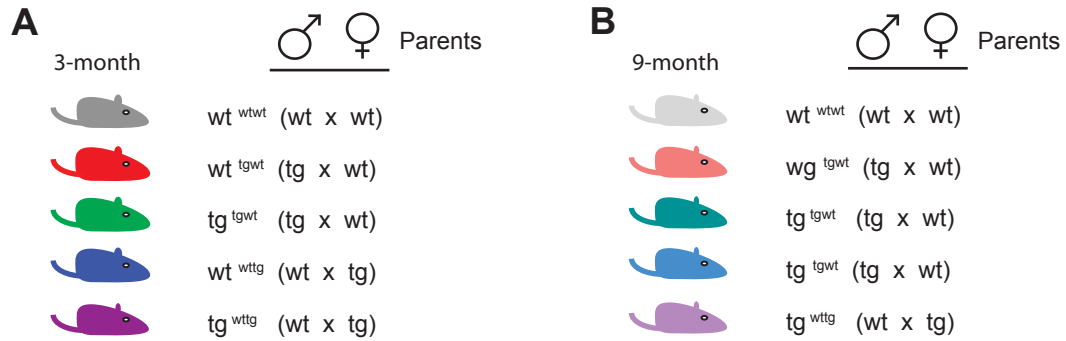 A
♂ ♀ Parents
3-month
wt wtwt (wt x wt)
wt tgwt (tg x wt)
tg tgwt (tg x wt)
wt wttg (wt x tg)
tg wttg (wt x tg)
B
♂ ♀ Parents
9-month
wt wtwt (wt x wt)
wg tgwt (tg x wt)
tg tgwt (tg x wt)
tg tgwt (tg x wt)
tg wttg (wt x tg)